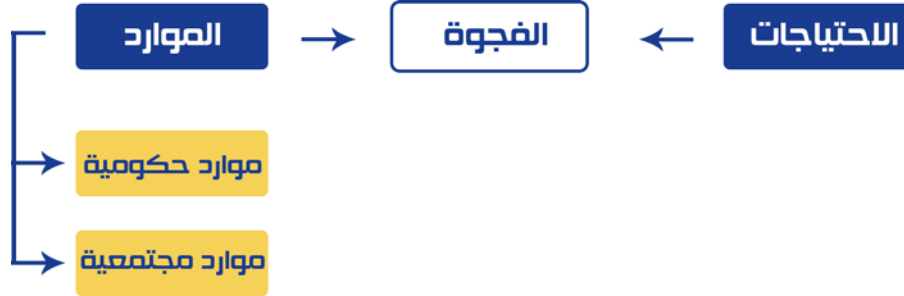 الاحتياجات
الفجوة
الموارد
موارد حكومية
موارد مجتمعية